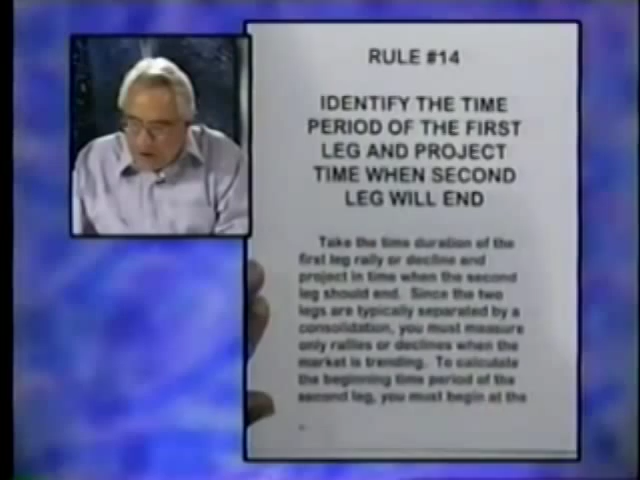 RULE #14
IDENTIFY THE TIME
PERIOD OF THE FIRST
LEG AND PROJECT
TIME WHEN SECOND
LEG WILL END
Take the time duration of the
first leg rally or decline and
project in time when the second
leg should end. Since the two
legs are typically separated by a
consolidation, you must measure
only rallies or declines when the
market is trending. To calculate
the beginning time period of the
second leg, you must begin at the